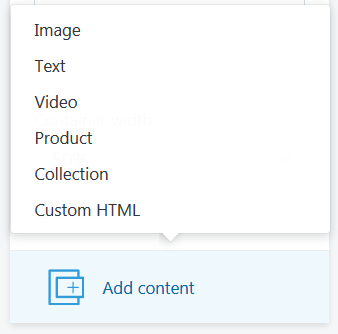 Image
Text
Video
Product
Collection
Custom HTML
Add content